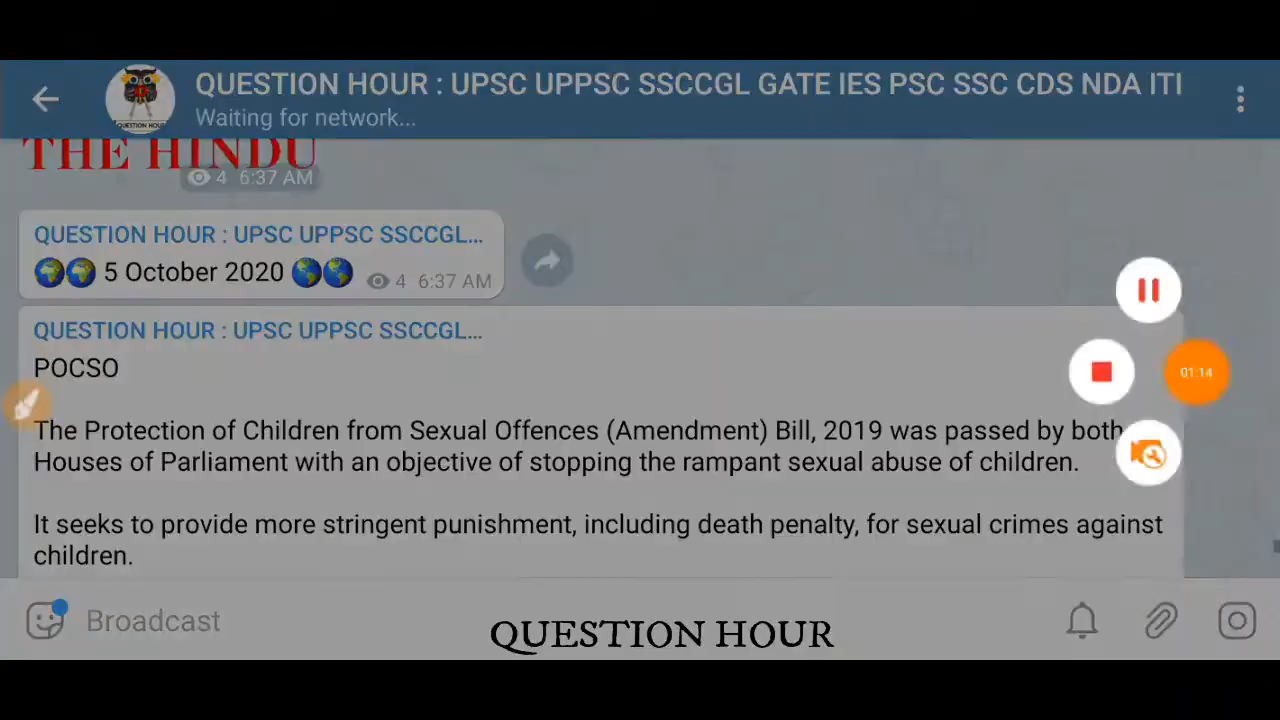 QUESTION HOUR : UPSC UPPSC SSCCGL GATE IES PSC SSC CDS NDA ITI
Waiting for network...
THE HINDU
4 6:37 AM
QUESTION HOUR : UPSC UPPSC SSCCGL...
5 October 2020
4 6:37 AM
QUESTION HOUR : UPSC UPPSC SSCCGL...
POCSO
The Protection of Children from Sexual Offences (Amendment) Bill, 2019 was passed by both
Houses of Parliament with an objective of stopping the rampant sexual abuse of children.
01:14
It seeks to provide more stringent punishment, including death penalty, for sexual crimes against
children.
Broadcast
QUESTION HOUR
QUESTION HOUR